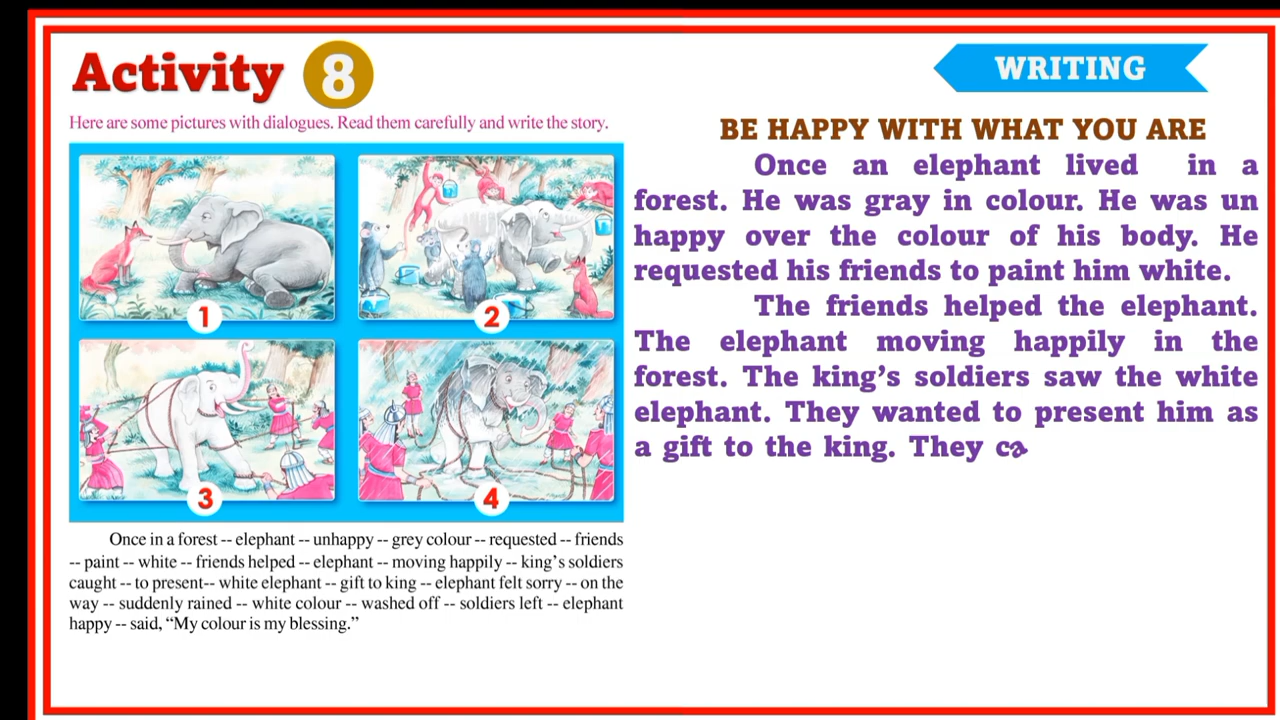 Activity 8
WRITING
Here are some pictures with dialogues. Read them carefully and write the story.
1
2
3
4
Once in a forest -- elephant -- unhappy -- grey colour -- requested -- friends
-- paint -- white -- friends helped -- elephant -- moving happily -- king's soldiers
caught -- to present-- white elephant -- gift to king -- elephant felt sorry -- on the
way -- suddenly rained -- white colour -- washed off -- soldiers left -- elephant
happy -- said, “My colour is my blessing.”
BE HAPPY WITH WHAT YOU ARE
Once an elephant lived in a
forest. He was gray in colour. He was un
happy over the colour of his body. He
requested his friends to paint him white.
The friends helped the elephant.
The elephant moving happily in the
forest. The king’s soldiers saw the white
elephant. They wanted to present him as
a gift to the king. They